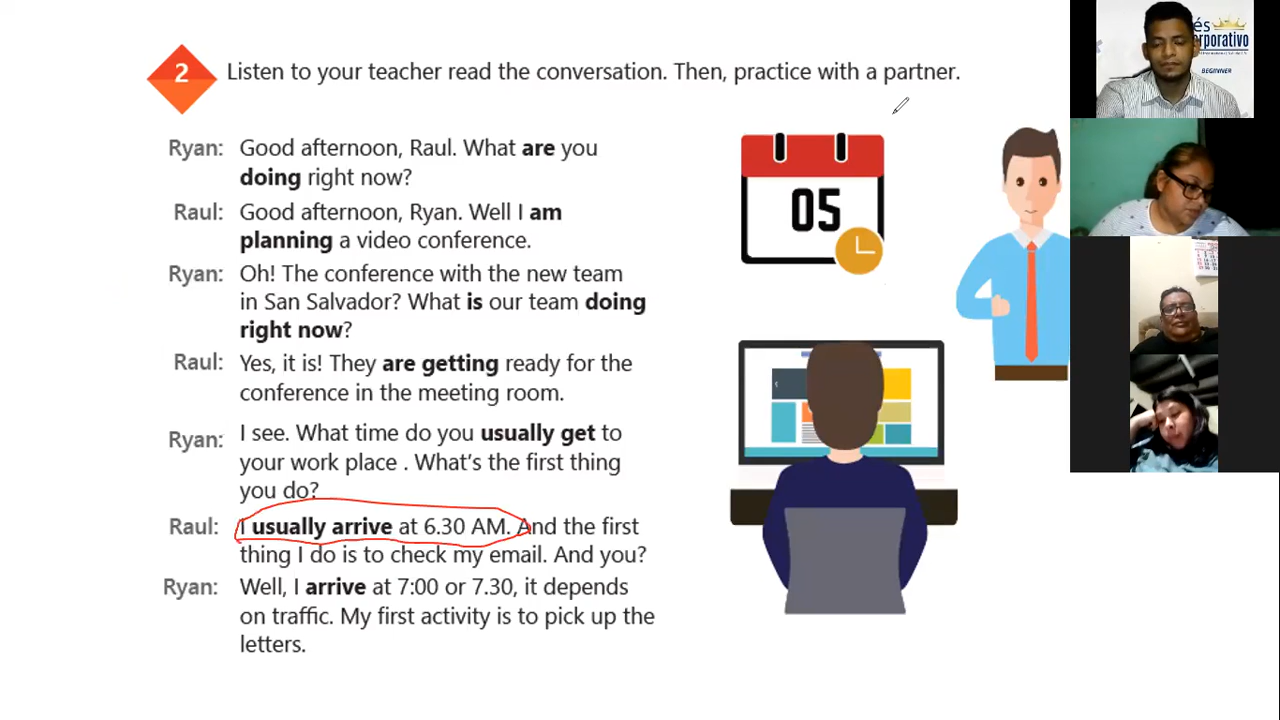 2
Listen to your teacher read the conversation. Then, practice with a partner.
Ryan: Good afternoon, Raul. What are you
doing right now?
Raul: Good afternoon, Ryan. Well I am
planning a video conference.
Ryan: Oh! The conference with the new team
in San Salvador? What is our team doing
right now?
Raul: Yes, it is! They are getting ready for the
conference in the meeting room.
Ryan: I see. What time do you usually get to
your work place . What's the first thing
you do?
Raul: I usually arrive at 6.30 AM. And the first
thing I do is to check my email. And you?
Ryan: Well, I arrive at 7:00 or 7.30, it depends
on traffic. My first activity is to pick up the
letters.
05
és
orporativo
BEGINNER